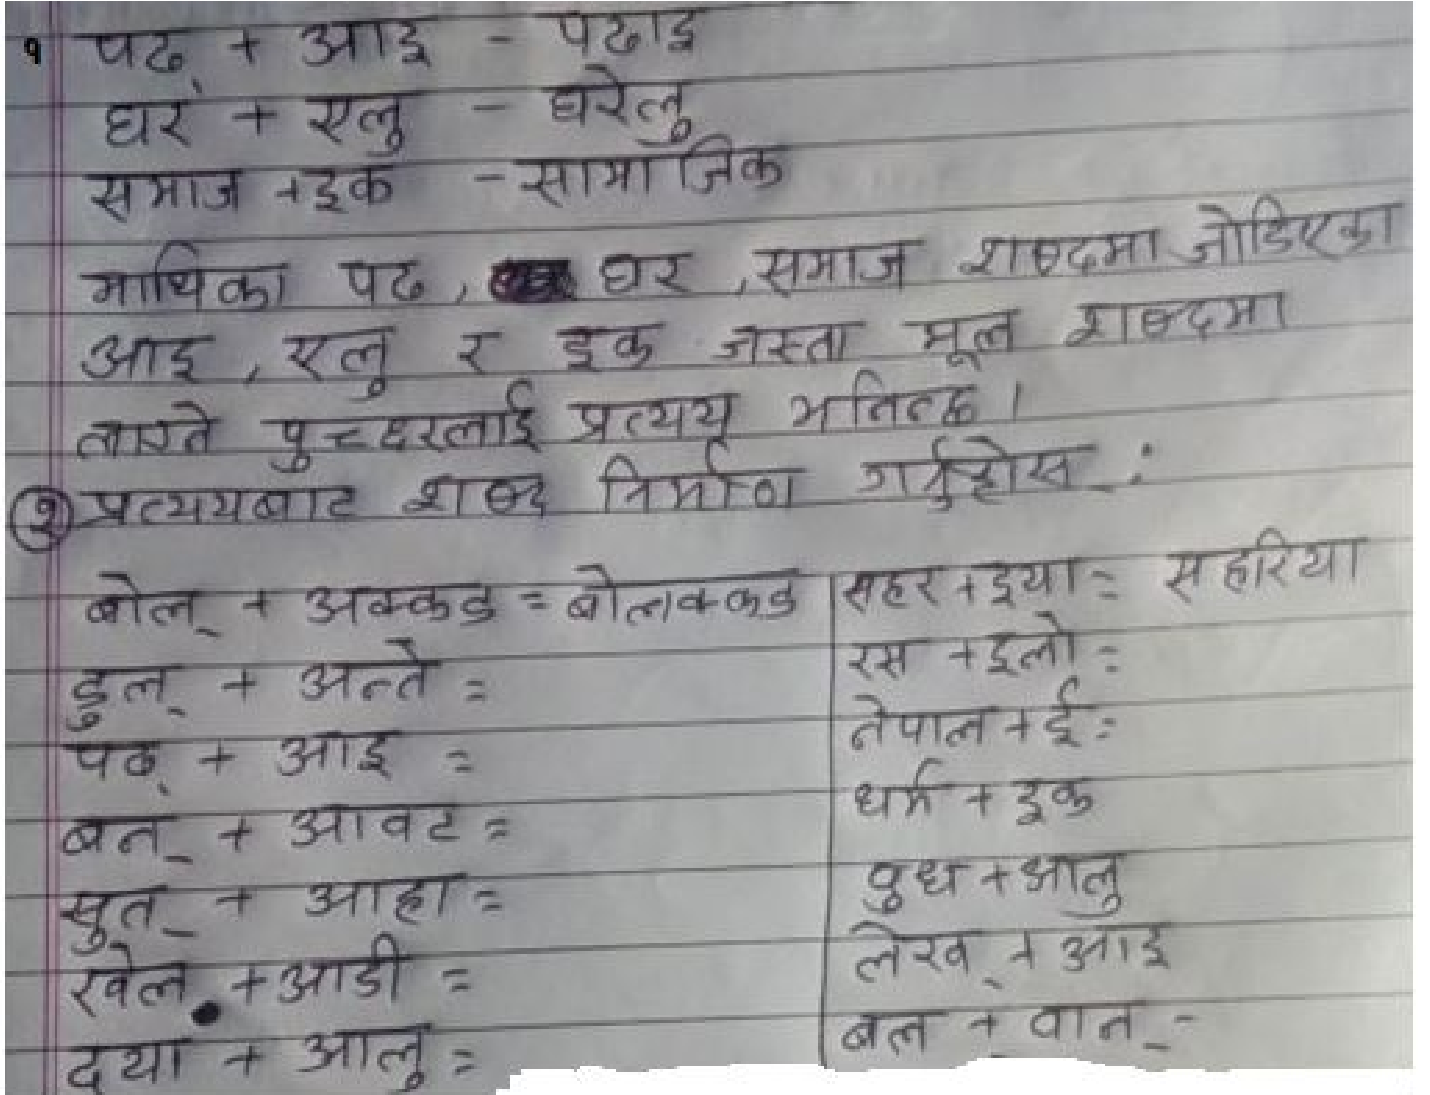 १ पढ् + आइ - पढाइ
घर + एलु - घरेलु
समाज + इक - सामाजिक
माथिका पढ, घर, समाज शब्दमा जोडिएका
आइ, एलु र इक जस्ता मूल शब्दमा
लाग्ने पुच्छरलाई प्रत्यय भनिन्छ।
२ प्रत्ययबाट शब्द निर्माण गर्नुहोस् :
बोल् + अक्कड = बोलक्कड
डुल् + अन्ते =
पढ् + आइ =
बन् + आवट =
सुत् + आहा =
खेल् + आडी =
दया + आलु =
सहर + इया = सहरिया
रस + इलो =
नेपाल + ई =
धर्म + इक
दुध + आलु
लेख् + आइ
बल + वान् -